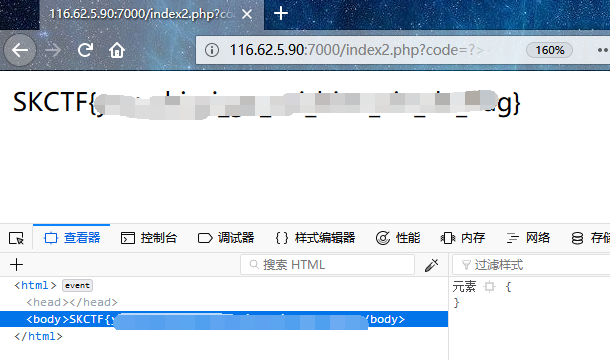 116.62.5.90:7000/index2.php?co
116.62.5.90:7000/index2.php?code=?>
160%
SKCTF{
查看器 控制台 调试器 {} 样式编辑器 性能 内存 网络 存储
搜索 HTML 过滤样式
<html> event 元素 {
<head></head> }
<body>SKCTF{ /body>
</html>